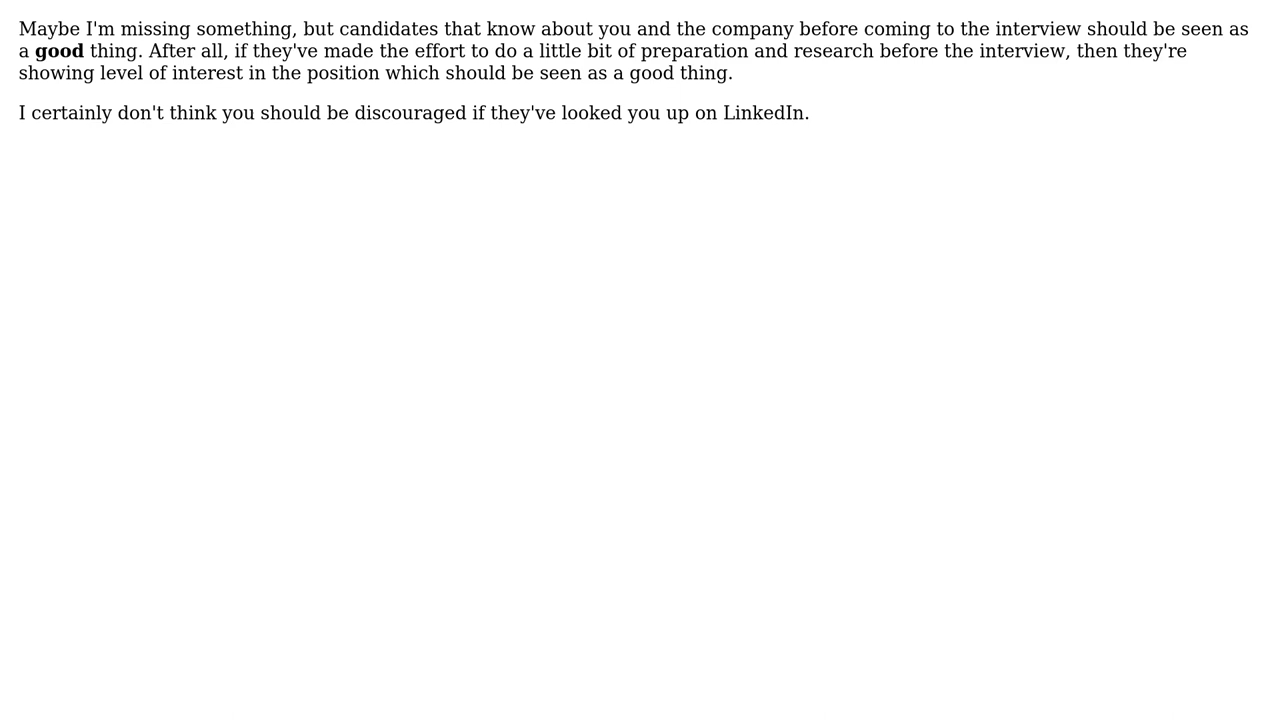 Maybe I'm missing something, but candidates that know about you and the company before coming to the interview should be seen as
a good thing. After all, if they've made the effort to do a little bit of preparation and research before the interview, then they're
showing level of interest in the position which should be seen as a good thing.
I certainly don't think you should be discouraged if they've looked you up on LinkedIn.